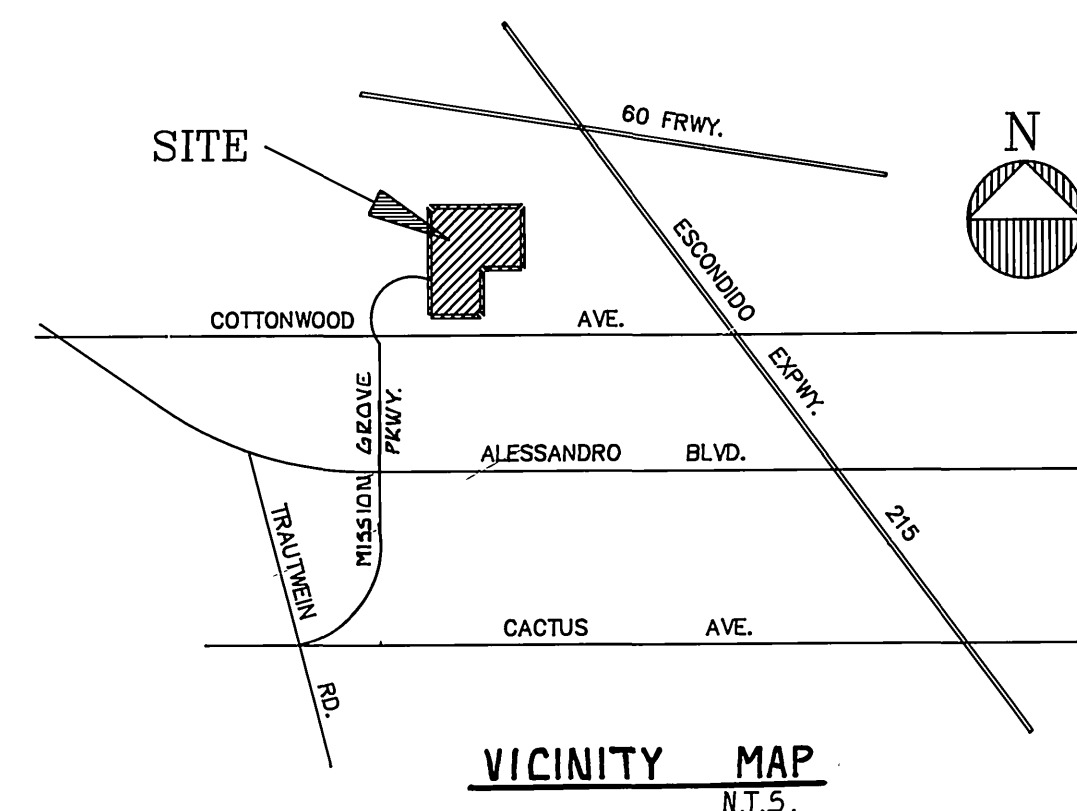 60 FRWY.
N
SITE
ESCONDIDO
EXPWY.
215
COTTONWOOD AVE.
MISSION GROVE
PKWY.
ALESSANDRO BLVD.
TRAUTWEIN
RD.
CACTUS AVE.
VICINITY MAP
N.T.S.